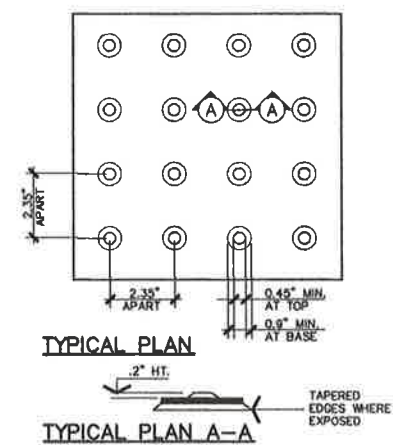 A A
2.35"
APART
2.35"
APART
0.45" MIN.
AT TOP
0.9" MIN.
AT BASE
TYPICAL PLAN
.2" HT.
TAPERED
EDGES WHERE
EXPOSED
TYPICAL PLAN A-A